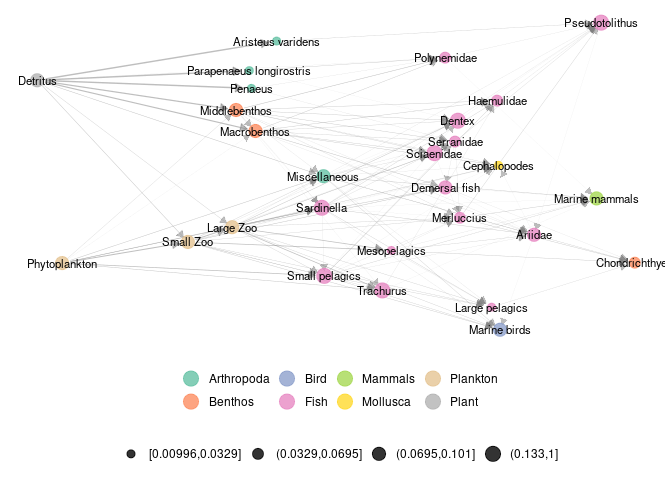 Pseudotolithus
Aristeus varidens
Polynemidae
Parapenaeus longirostris
Detritus
Penaeus
Haemulidae
Middlebenthos
Dentex
Macrobenthos
Serranidae
Sciaenidae
Cephalopodes
Miscellaneous
Demersal fish
Marine mammals
Sardinella
Merluccius
Large Zoo
Ariidae
Small Zoo
Mesopelagics
Phytoplankton
Chondrichthye
Small pelagics
Trachurus
Large pelagics
Marine birds
Arthropoda Bird Mammals Plankton
Benthos Fish Mollusca Plant
[0.00996,0.0329] (0.0329,0.0695] (0.0695,0.101] (0.133,1]